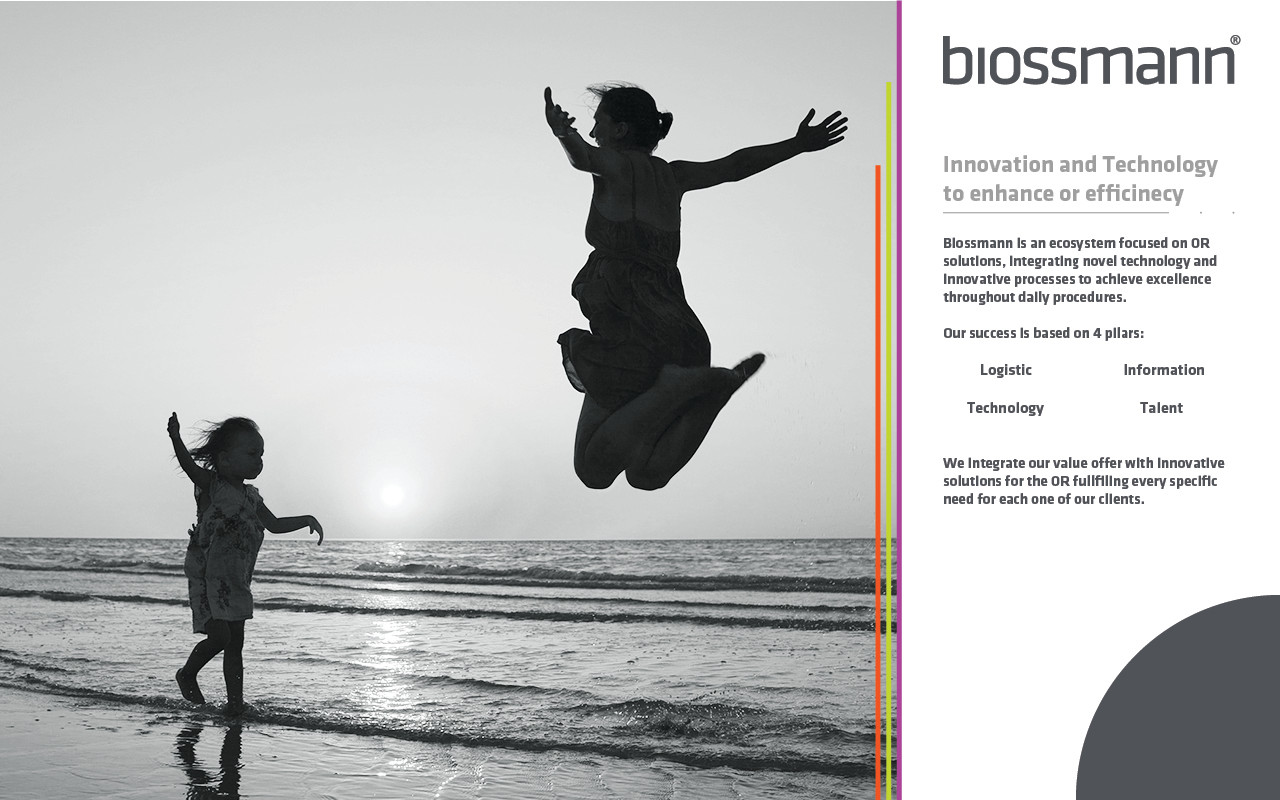 biossmann®
Innovation and Technology
to enhance or efficinecy
Biossmann is an ecosystem focused on OR
solutions, integrating novel technology and
innovative processes to achieve excellence
throughout daily procedures.
Our success is based on 4 pilars:
Logistic Information
Technology Talent
We integrate our value offer with innovative
solutions for the OR fullfiling every specific
need for each one of our clients.